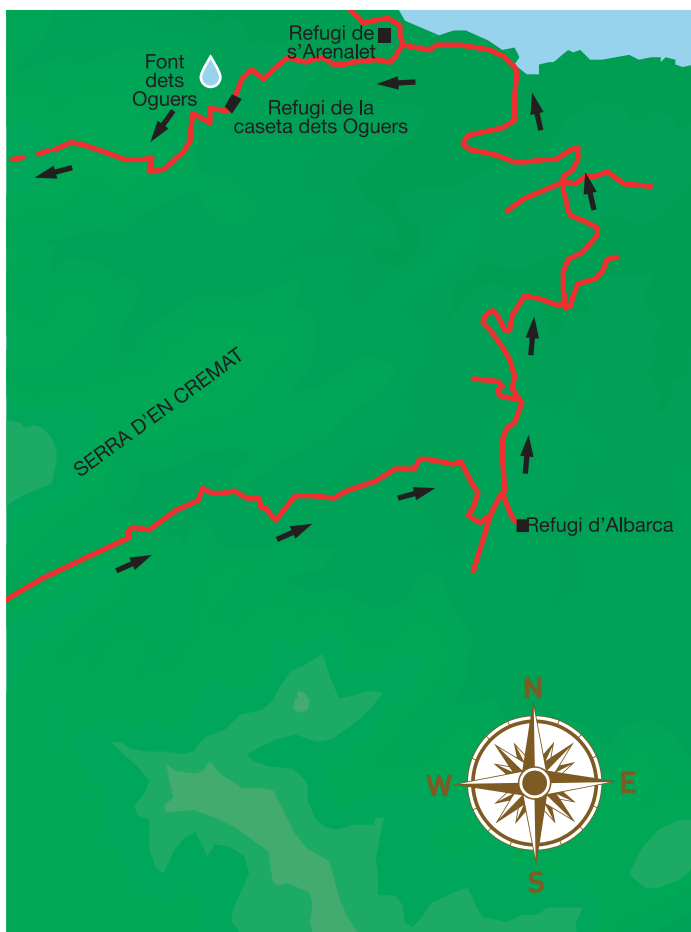 Refugi de
s'Arenalet
Font
dets
Oguers
Refugi de la
caseta dets Oguers
SERRA D'EN CREMAT
Refugi d'Albarca
N
W
E
S